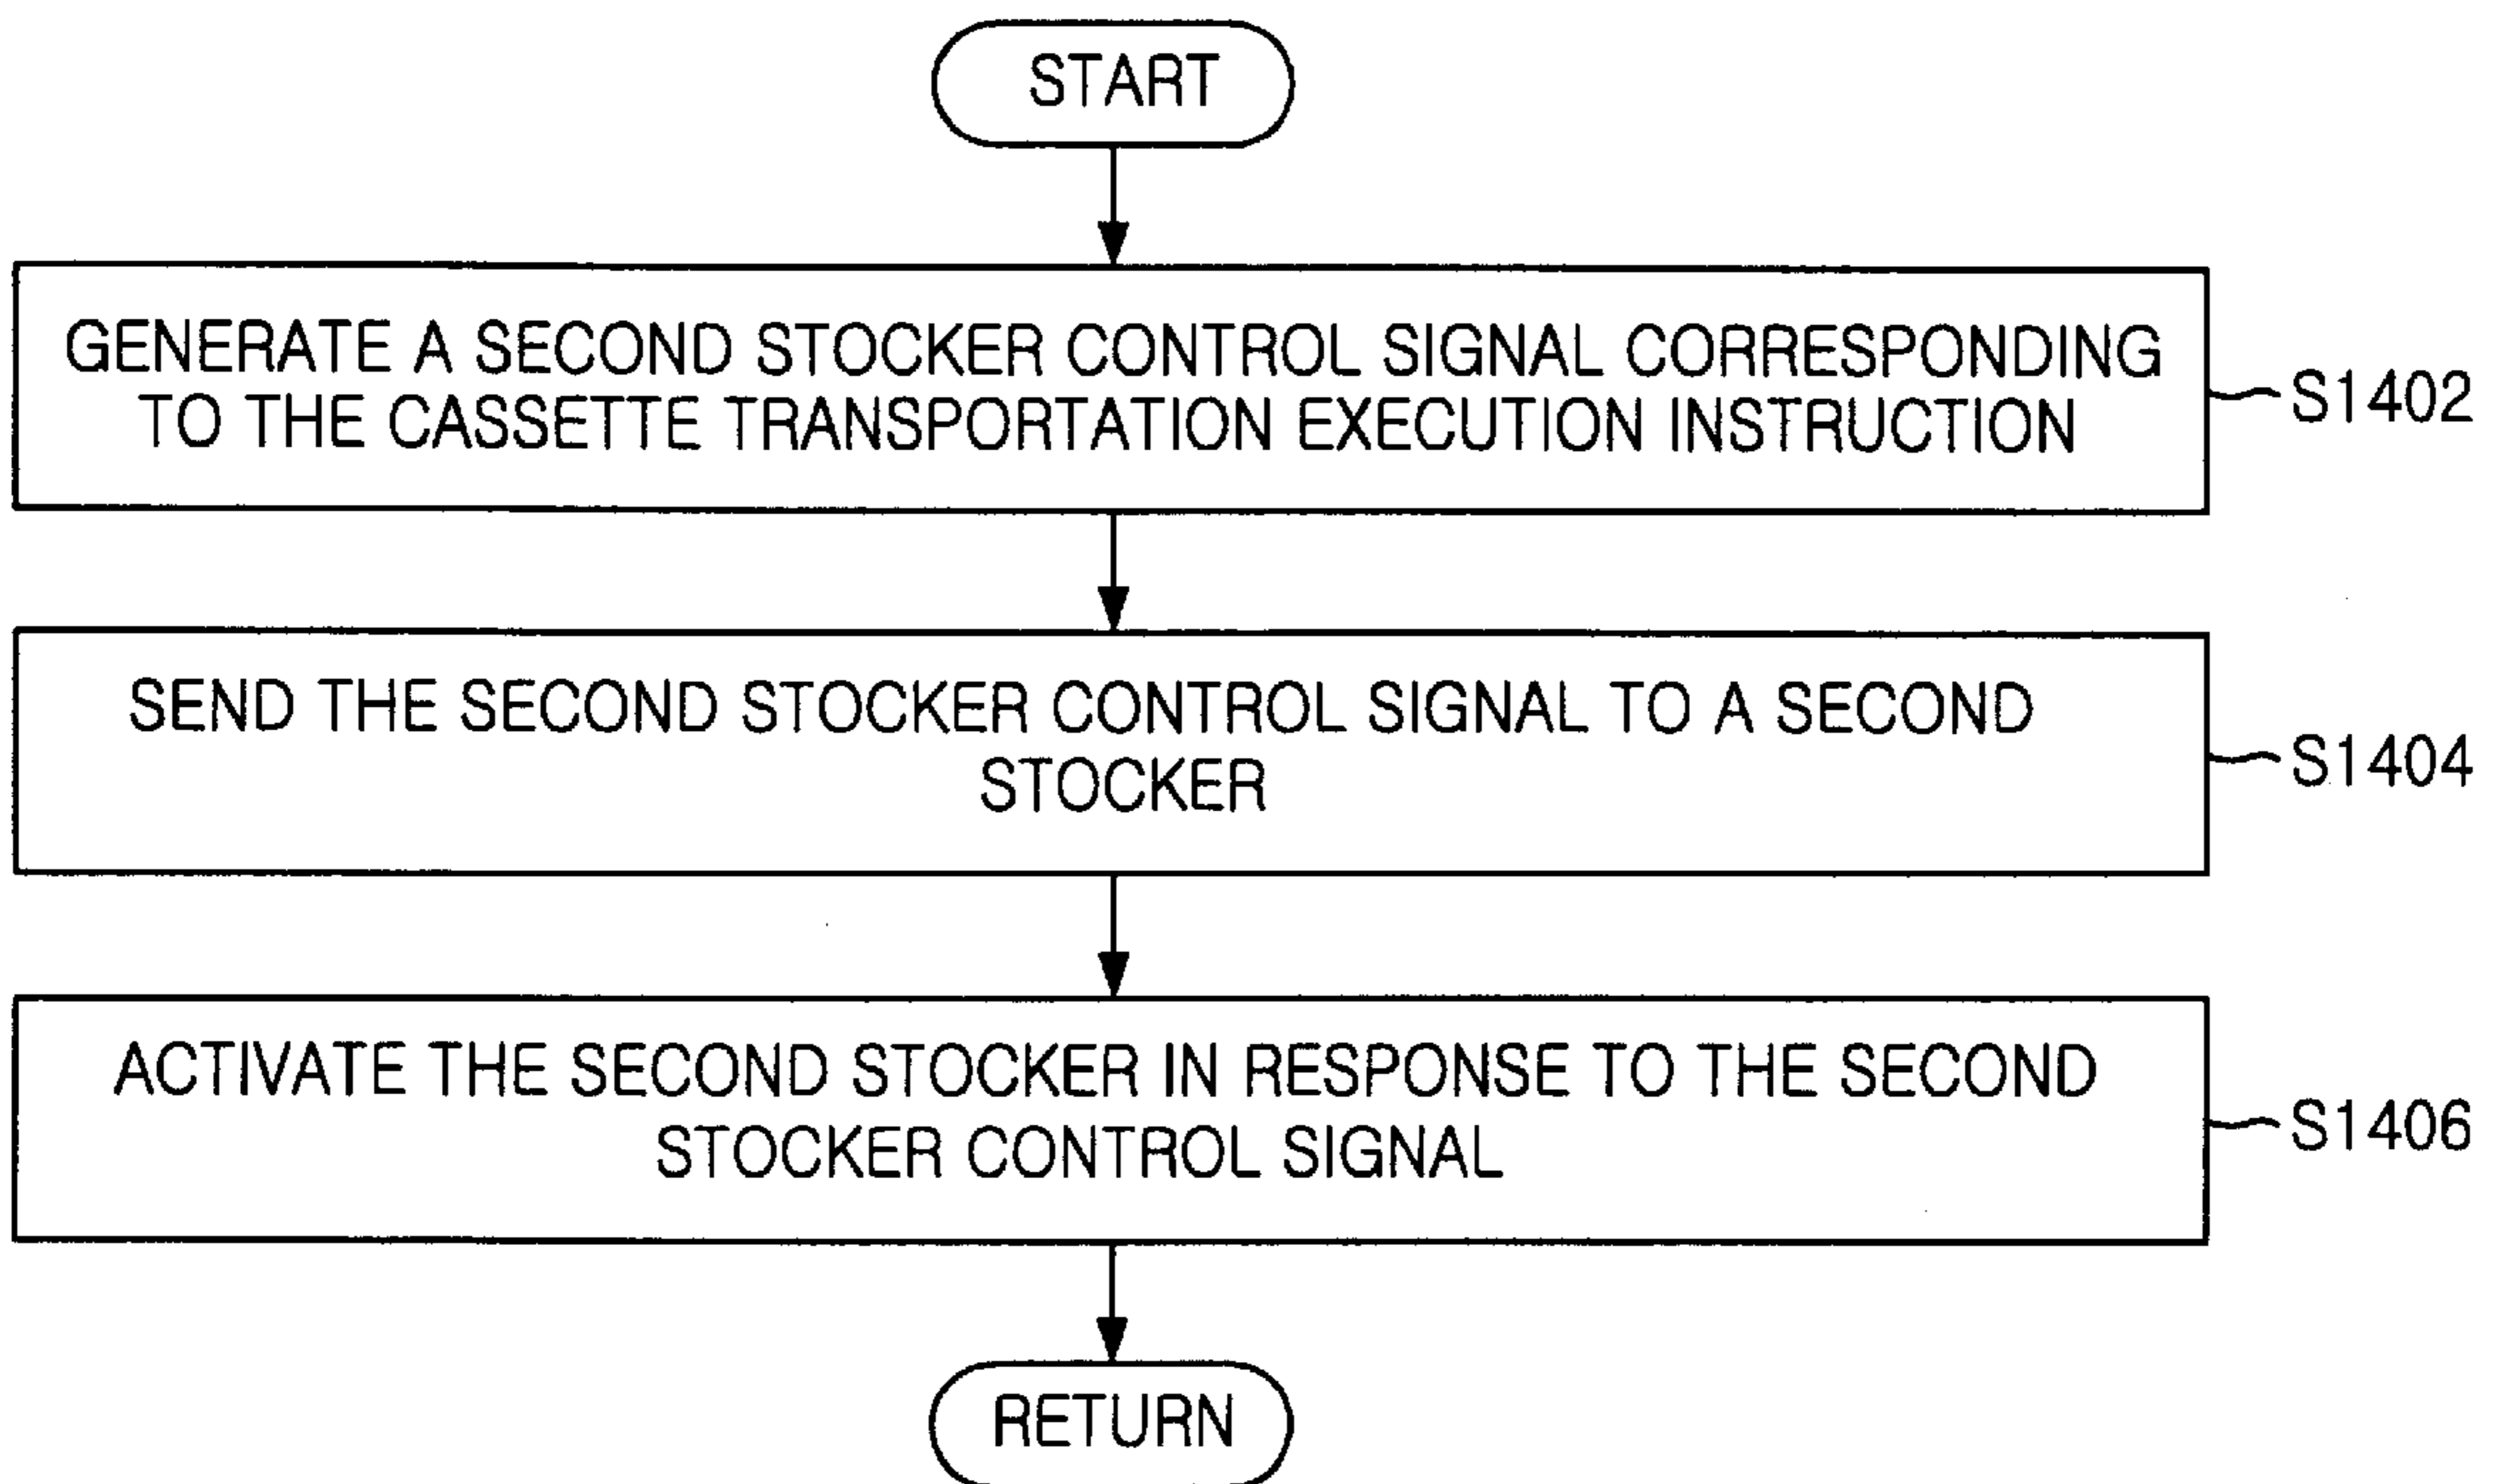 START
GENERATE A SECOND STOCKER CONTROL SIGNAL CORRESPONDING
TO THE CASSETTE TRANSPORTATION EXECUTION INSTRUCTION
S1402
SEND THE SECOND STOCKER CONTROL SIGNAL TO A SECOND
STOCKER
S1404
ACTIVATE THE SECOND STOCKER IN RESPONSE TO THE SECOND
STOCKER CONTROL SIGNAL
S1406
RETURN